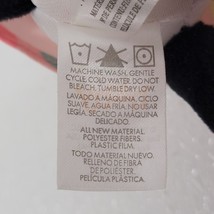 MACHINE WASH, GENTLE
CYCLE. COLD WATER. DO NOT
BLEACH. TUMBLE DRY LOW.
LAVADO A MÁQUINA, CICLO
SUAVE, AGUA FRÍA NO USAR
LEGÍA, SECADO A MÁQUINA
DELICADO.
ALL NEW MATERIAL
POLYESTER FIBERS
PLASTIC FILM
TODO MATERIAL NUEVO
RELLENO DE FIBRA
DE POLIÉSTER,
PELÍCULA PLÁSTICA.